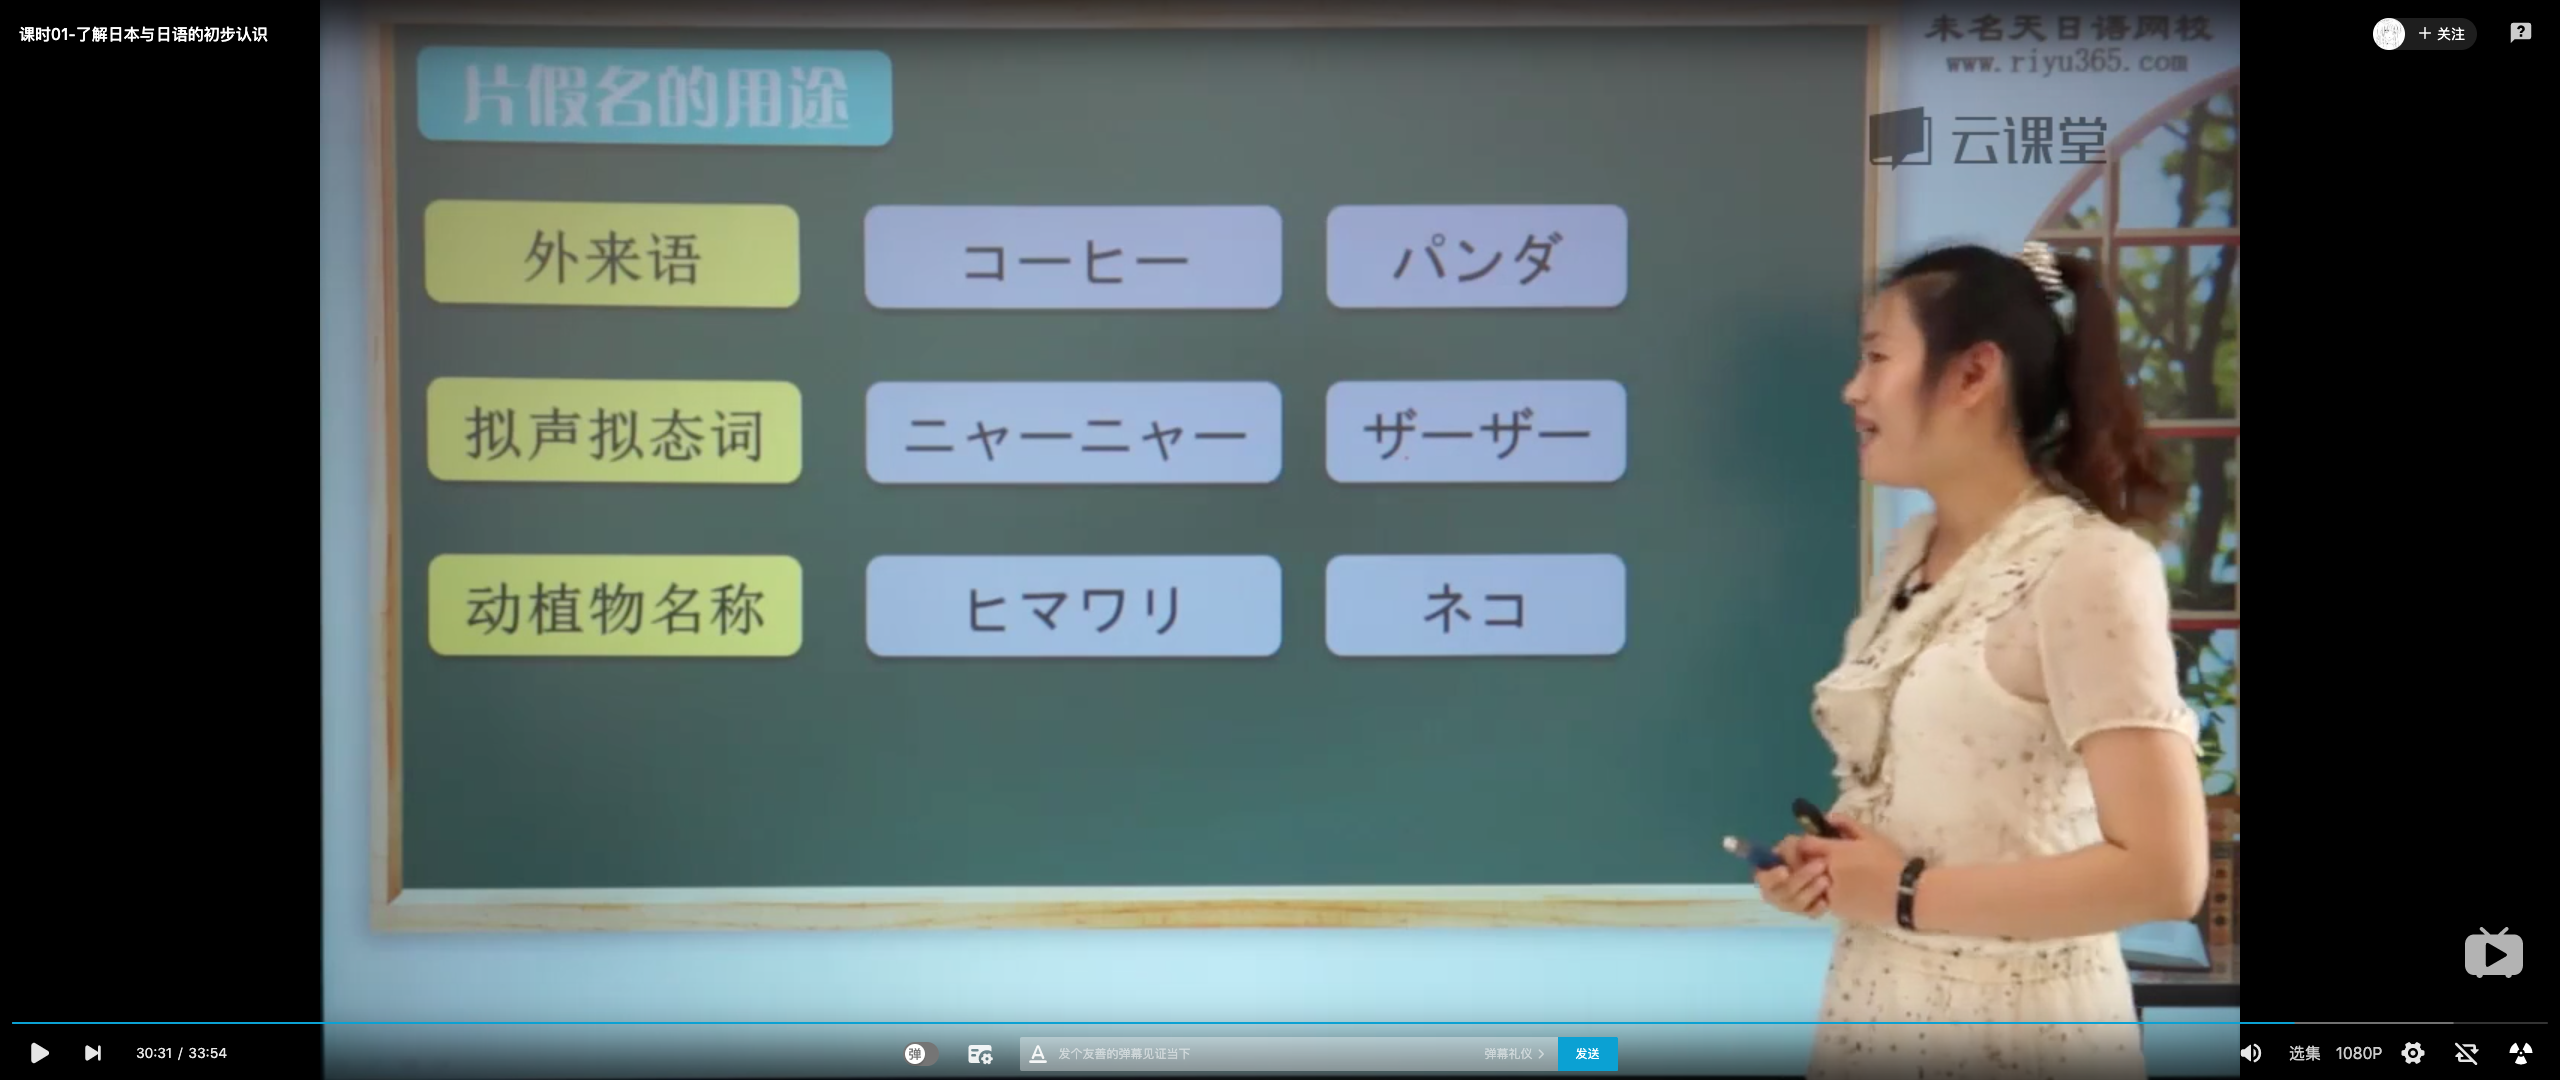 课时01-了解日本与日语的初步认识
未名天日语网校
+ 关注
www.riyu365.com
云课堂
片假名的用途
外来语 コーヒー パンダ
拟声拟态词 ニャーニャー ザーザー
动植物名称 ヒマワリ ネコ
30:31 / 33:54
弹
发个友善的弹幕见证当下
弹幕礼仪
发送
选集
1080P